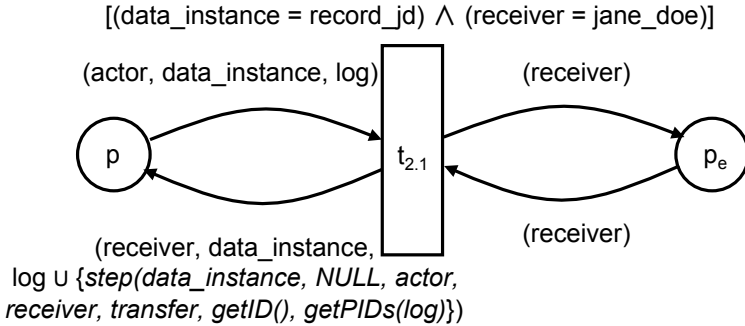 [(data_instance = record_jd) ∧ (receiver = jane_doe)]
(actor, data_instance, log)
(receiver)
p
t2.1
pe
(receiver, data_instance,
log ∪ {step(data_instance, NULL, actor,
receiver, transfer, getID(), getPIDs(log)})
(receiver)